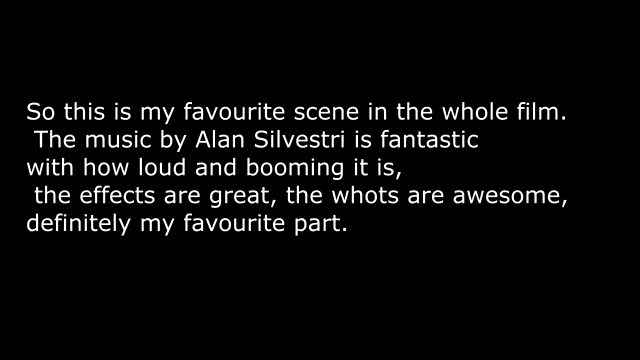 So this is my favourite scene in the whole film.
The music by Alan Silvestri is fantastic
with how loud and booming it is,
the effects are great, the whots are awesome,
definitely my favourite part.